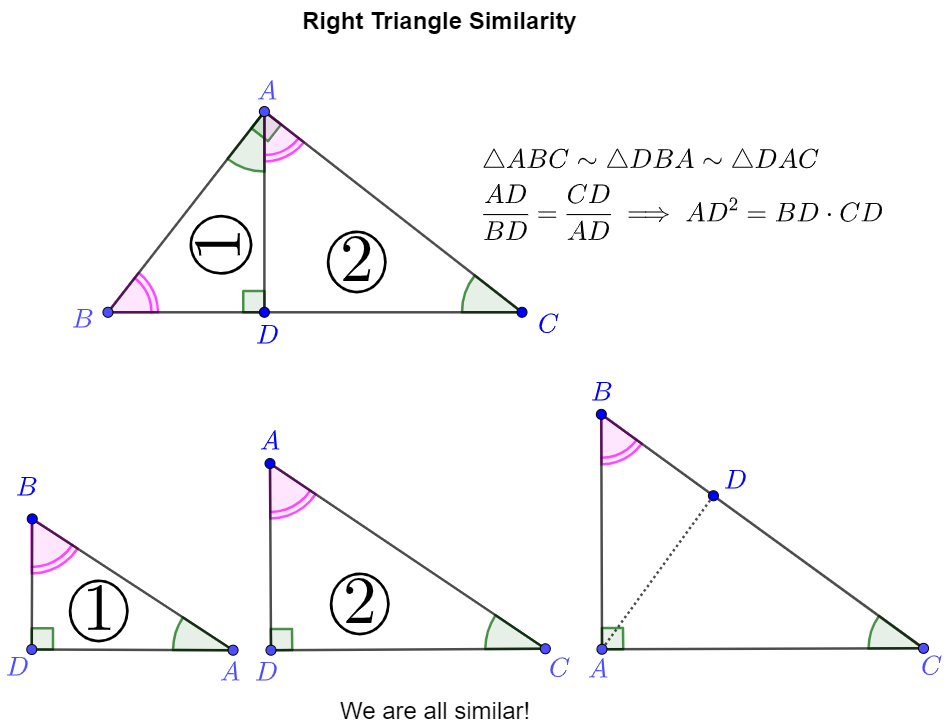 Right Triangle Similarity
A
△ABC ∼ △DBA ∼ △DAC
AD/BD = CD/AD ⟹ AD² = BD · CD
1
2
B
D
C
B
D
A
1
A
D
C
2
B
D
A
C
We are all similar!